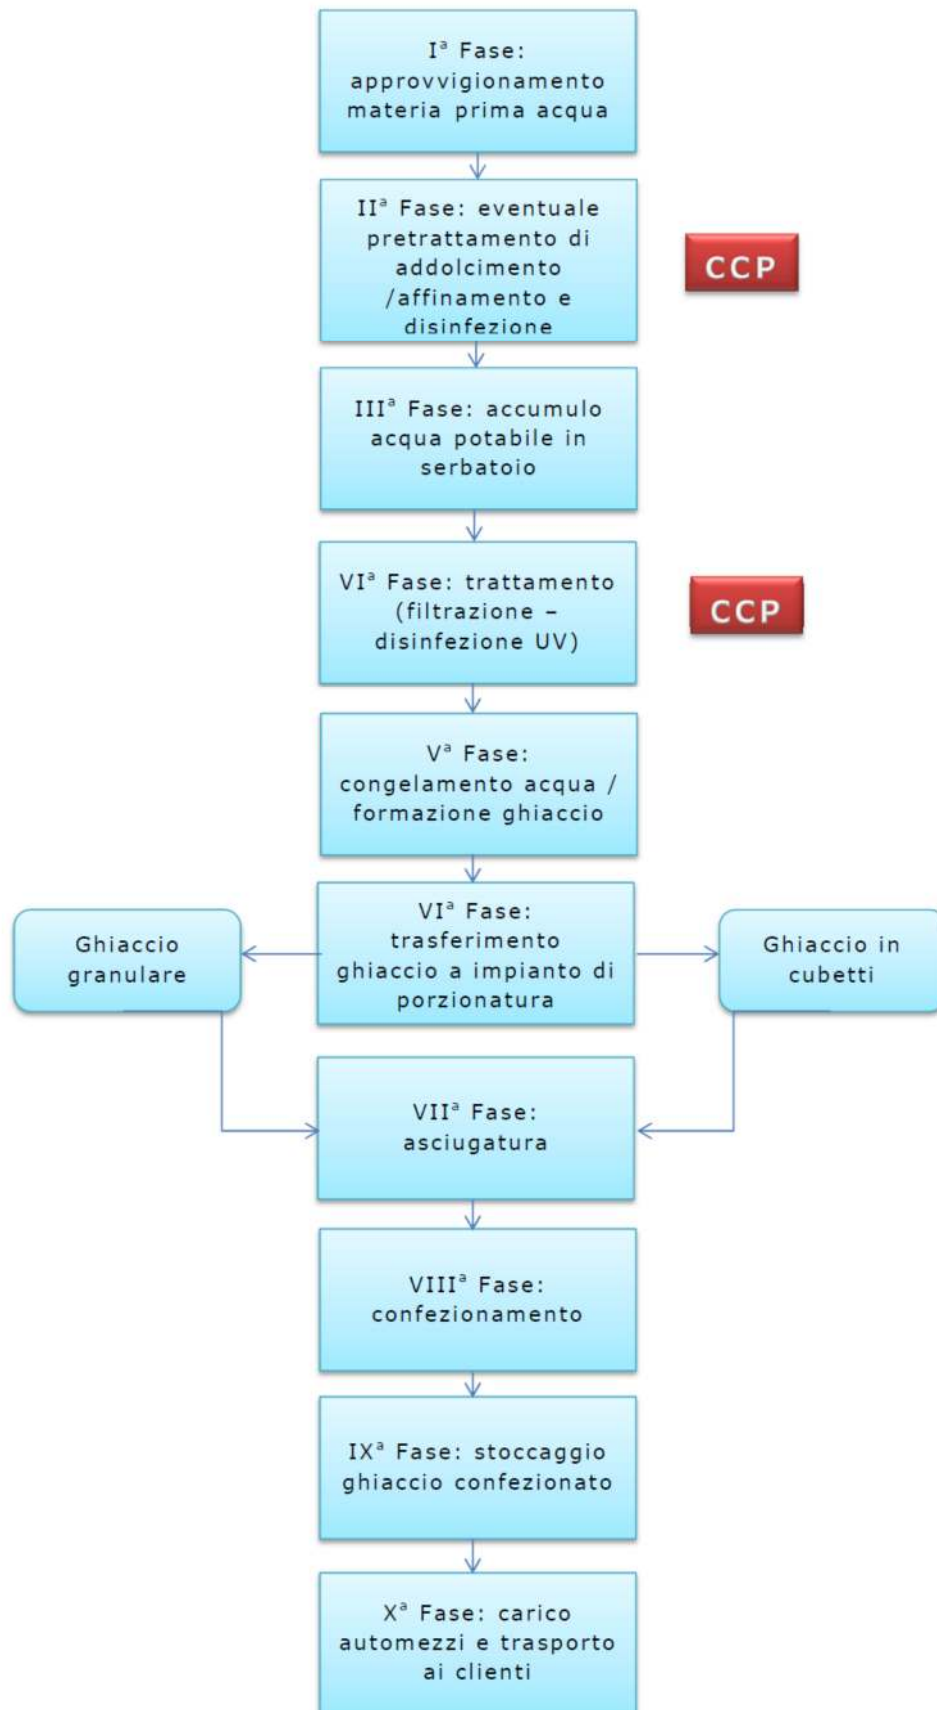 Iª Fase:
approvvigionamento
materia prima acqua
IIª Fase: eventuale
pretrattamento di
addolcimento
/affinamento e
disinfezione
CCP
IIIª Fase: accumulo
acqua potabile in
serbatoio
VIª Fase: trattamento
(filtrazione –
disinfezione UV)
CCP
Vª Fase:
congelamento acqua /
formazione ghiaccio
Ghiaccio
granulare
VIª Fase:
trasferimento
ghiaccio a impianto di
porzionatura
Ghiaccio in
cubetti
VIIª Fase:
asciugatura
VIIIª Fase:
confezionamento
IXª Fase: stoccaggio
ghiaccio confezionato
Xª Fase: carico
automezzi e trasporto
ai clienti